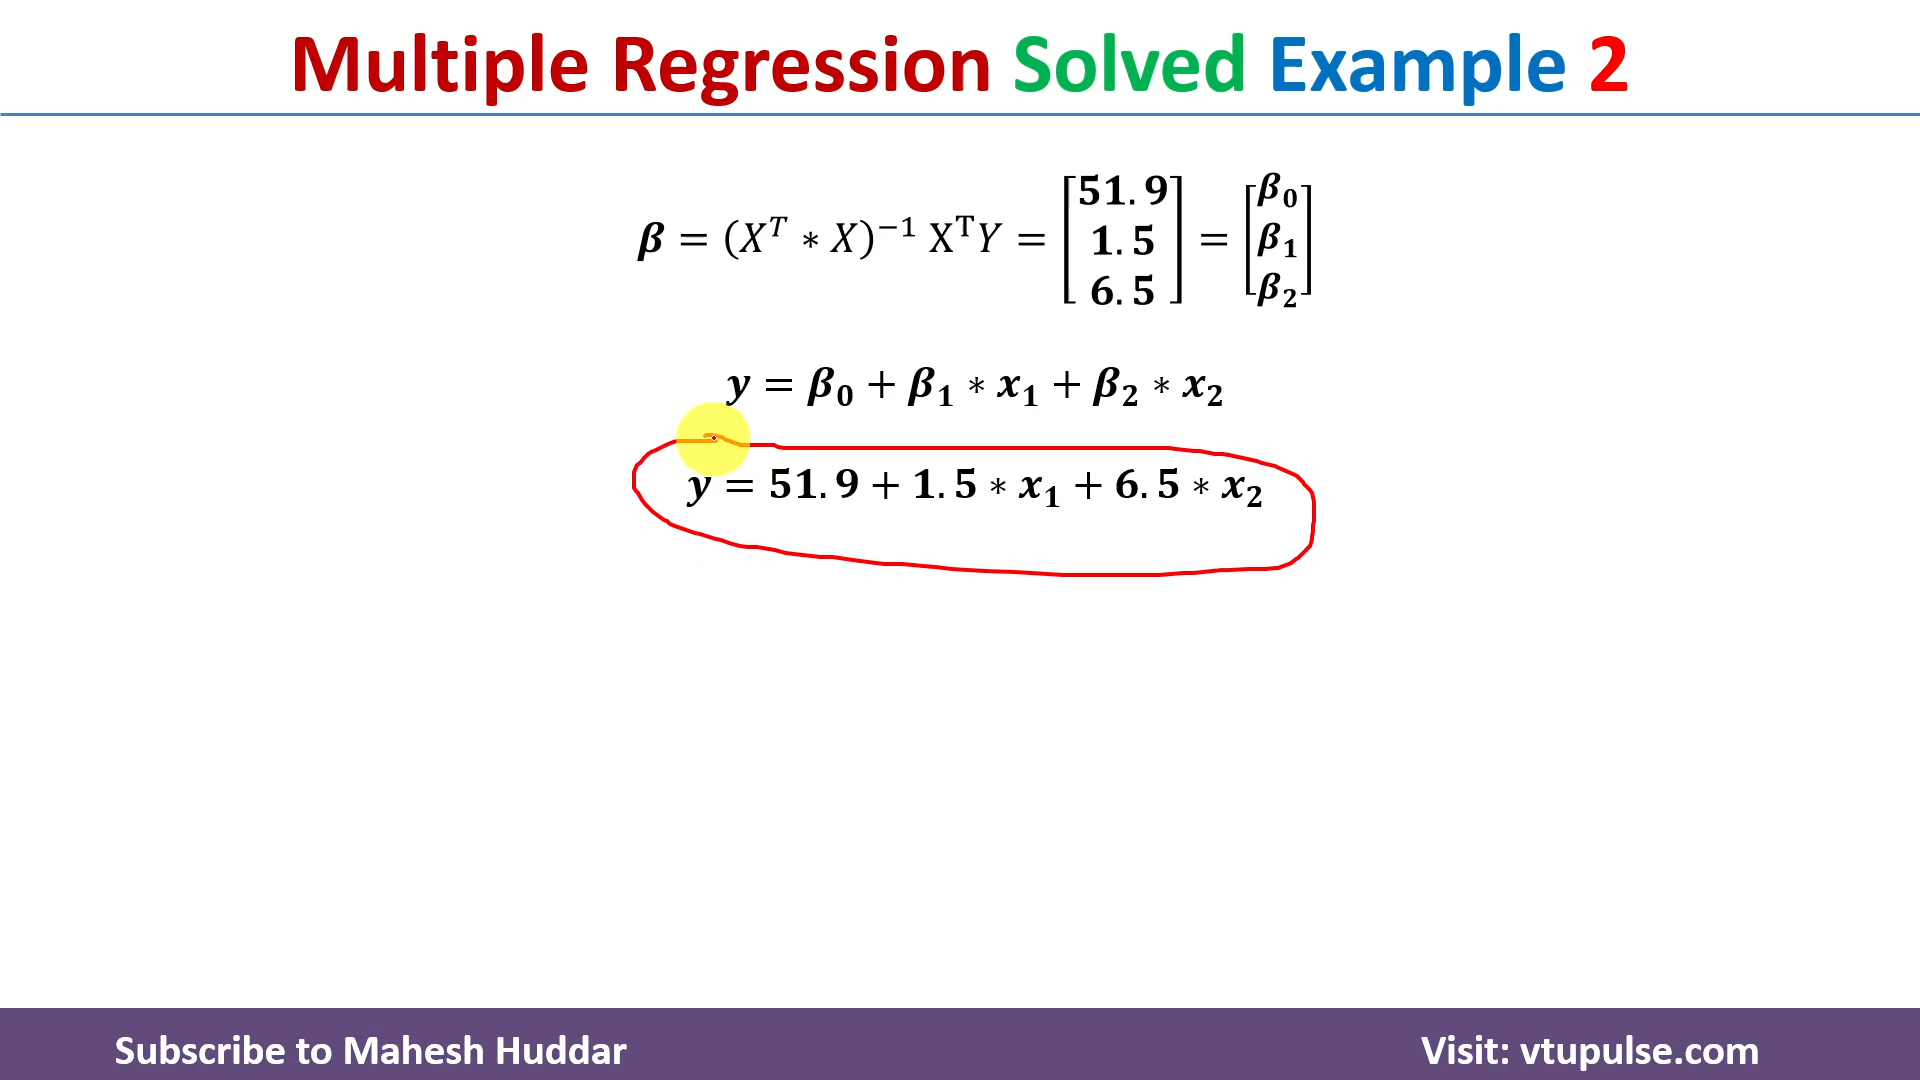 Multiple Regression Solved Example 2
𝜷 = (X^T ∗ X)^−1 X^T Y = [51.9 1.5 6.5] = [𝜷₀ 𝜷₁ 𝜷₂]
y = 𝜷₀ + 𝜷₁ ∗ x₁ + 𝜷₂ ∗ x₂
y = 51.9 + 1.5 ∗ x₁ + 6.5 ∗ x₂
Subscribe to Mahesh Huddar Visit: vtupulse.com